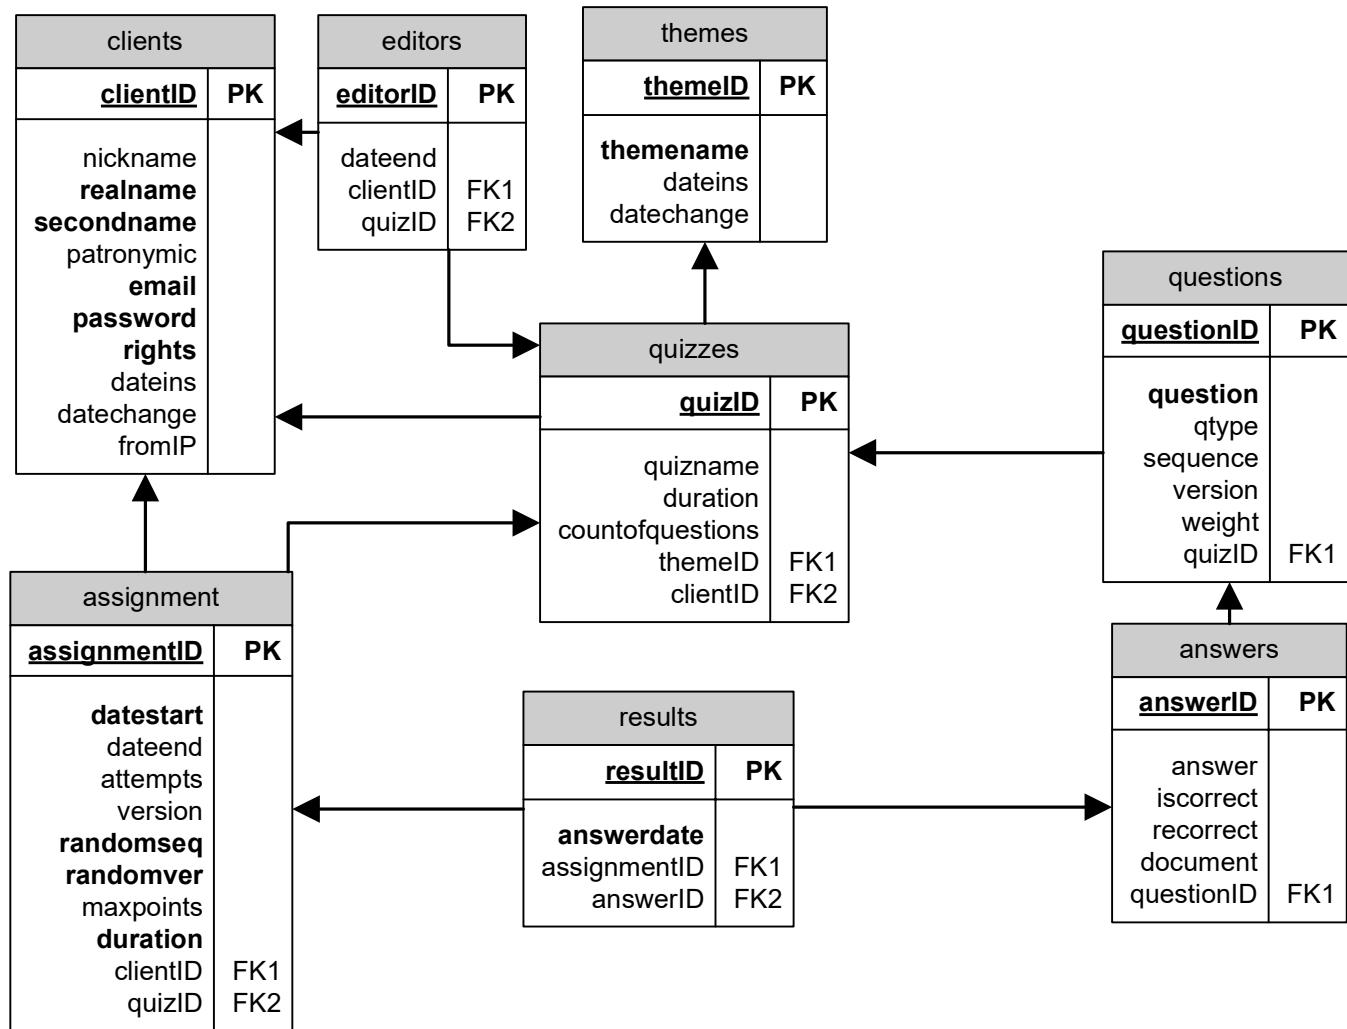 clients
clientID PK
nickname
realname
secondname
patronymic
email
password
rights
dateins
datechange
fromIP
editors
editorID PK
dateend
clientID FK1
quizID FK2
themes
themeID PK
themename
dateins
datechange
quizzes
quizID PK
quizname
duration
countofquestions
themeID FK1
clientID FK2
questions
questionID PK
question
qtype
sequence
version
weight
quizID FK1
assignment
assignmentID PK
datestart
dateend
attempts
version
randomseq
randomver
maxpoints
duration
clientID FK1
quizID FK2
results
resultID PK
answerdate
assignmentID FK1
answerID FK2
answers
answerID PK
answer
iscorrect
recorrect
document
questionID FK1